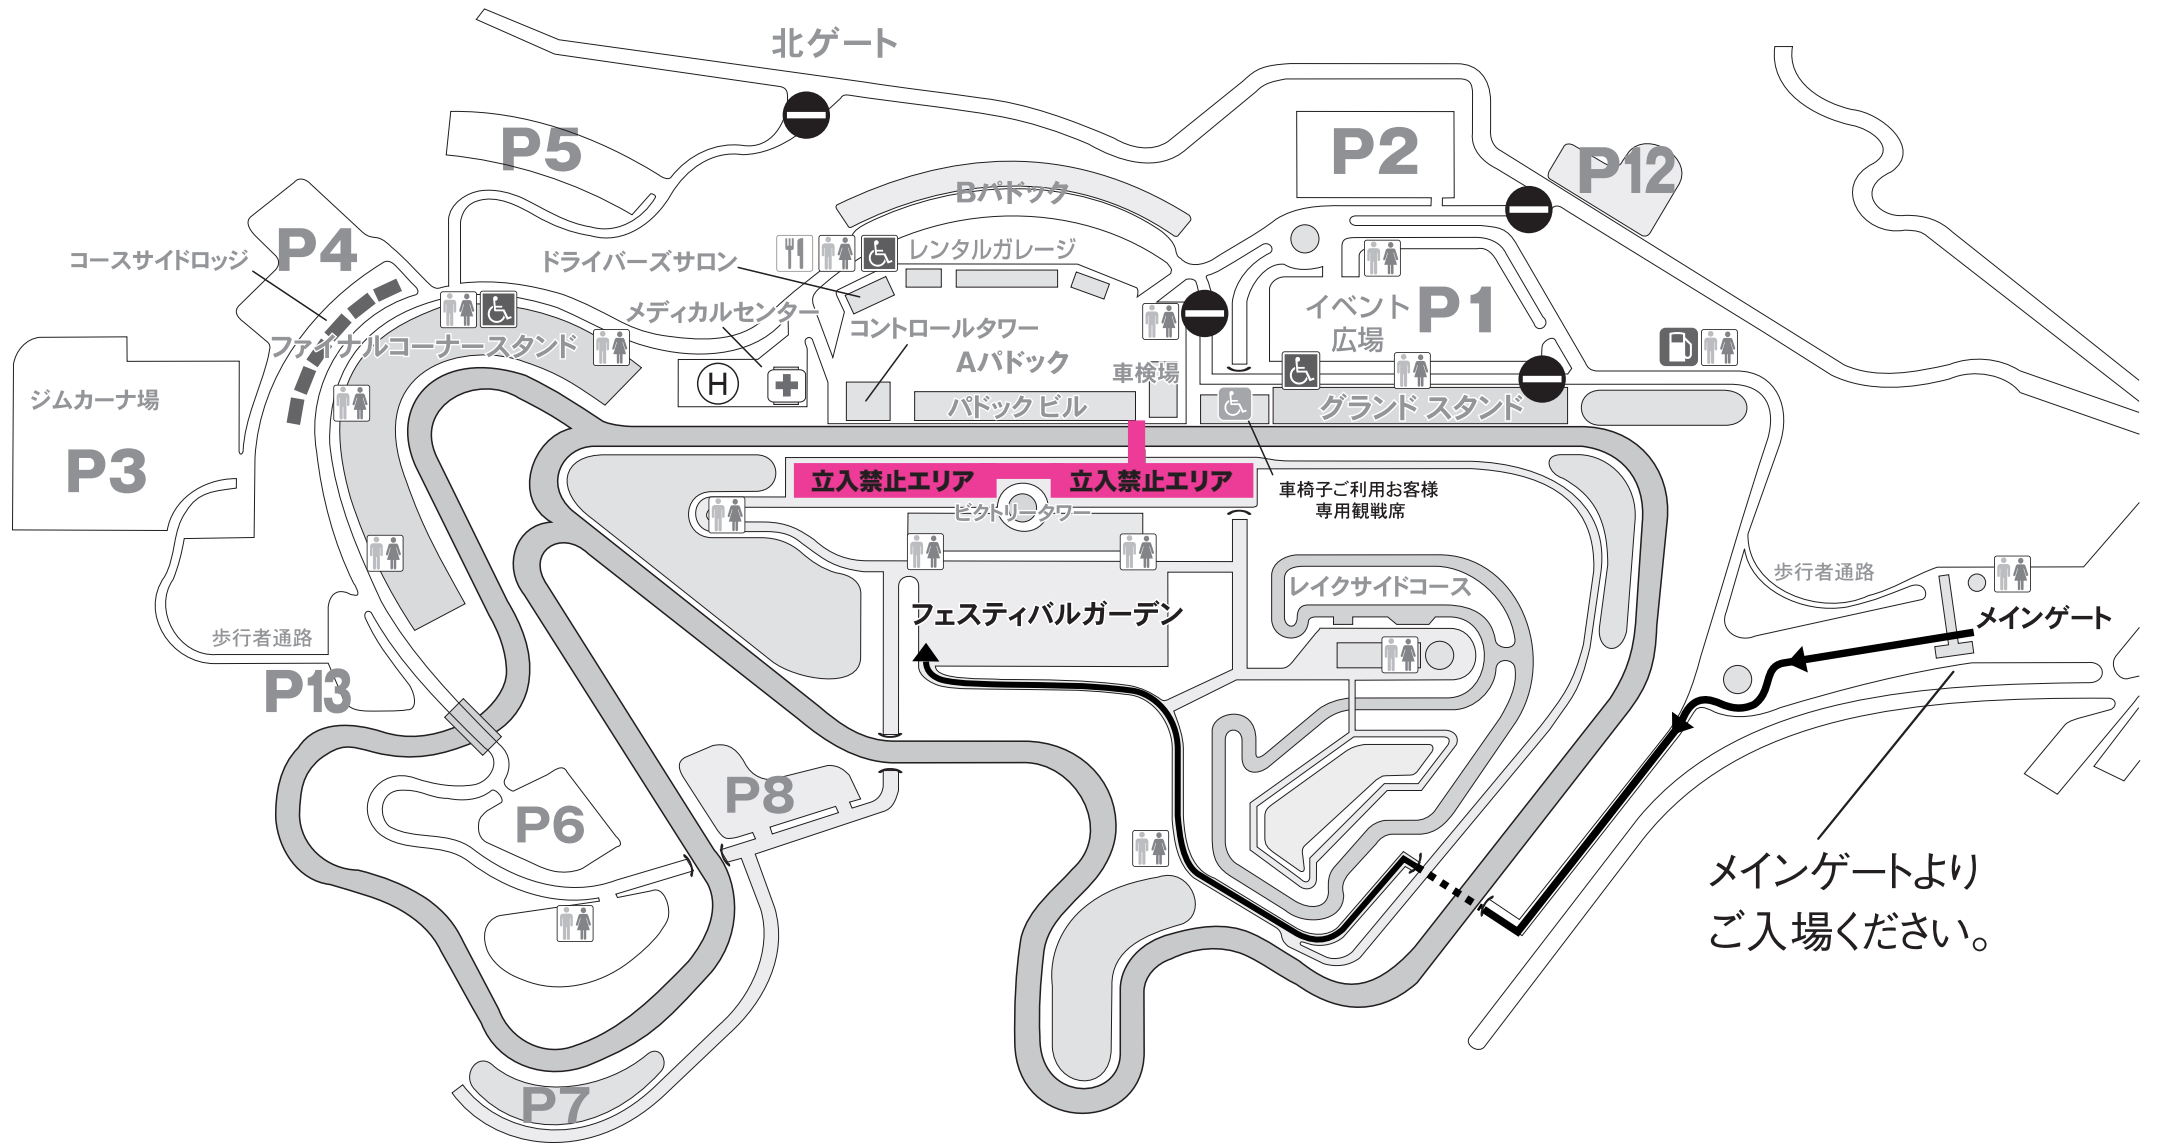 北ゲート
P5
P2
P12
Bパドック
P4
コースサイドロッジ
ドライバーズサロン
レンタルガレージ
メディカルセンター
イベント
広場
P1
コントロールタワー
ファイナルコーナースタンド
Aパドック
車検場
H
ジムカーナ場
パドックビル
グランド スタンド
P3
立入禁止エリア
立入禁止エリア
車椅子ご利用お客様
専用観戦席
ビクトリータワー
歩行者通路
レイクサイドコース
フェスティバルガーデン
メインゲート
歩行者通路
P13
P8
P6
メインゲートより
ご入場ください。
P7